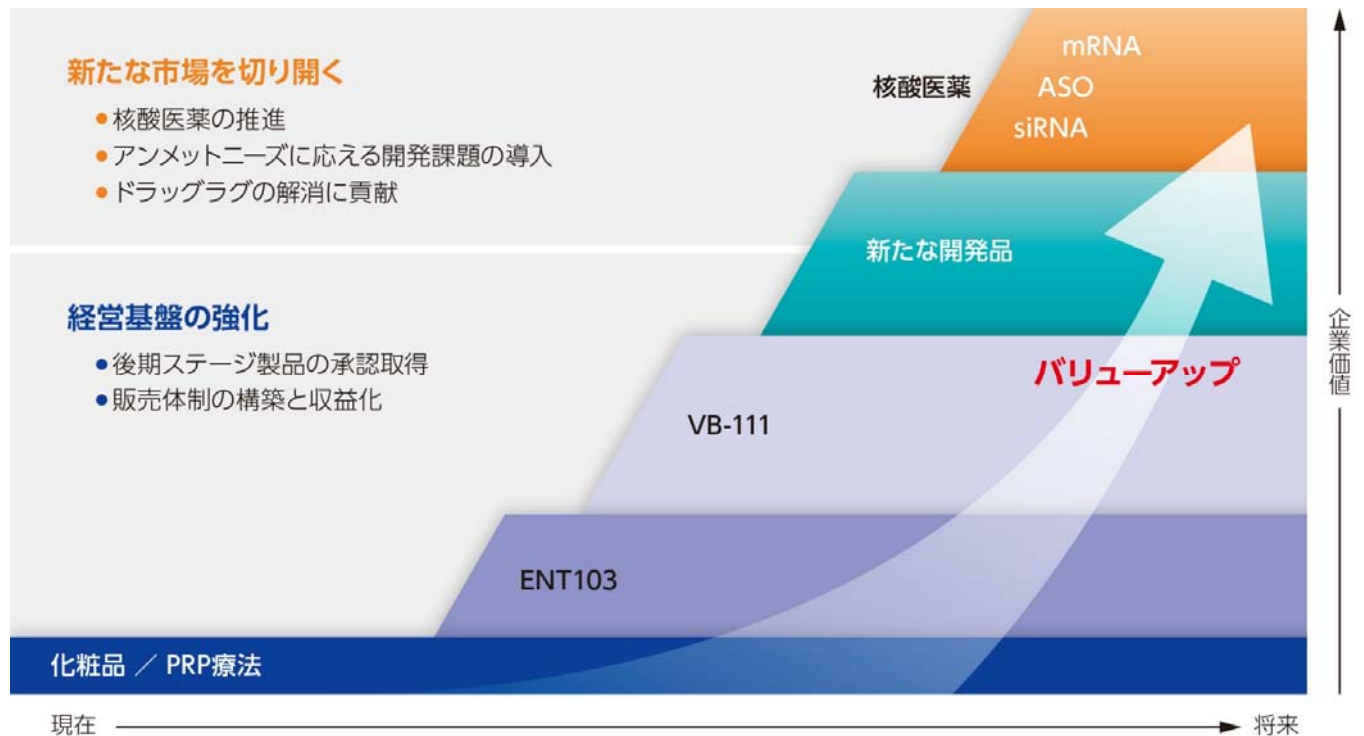 新たな市場を切り開く
●核酸医薬の推進
●アンメットニーズに応える開発課題の導入
●ドラッグラグの解消に貢献
経営基盤の強化
●後期ステージ製品の承認取得
●販売体制の構築と収益化
核酸医薬
mRNA
ASO
siRNA
新たな開発品
バリューアップ
VB-111
ENT103
化粧品 ／ PRP療法
企業価値
現在
将来